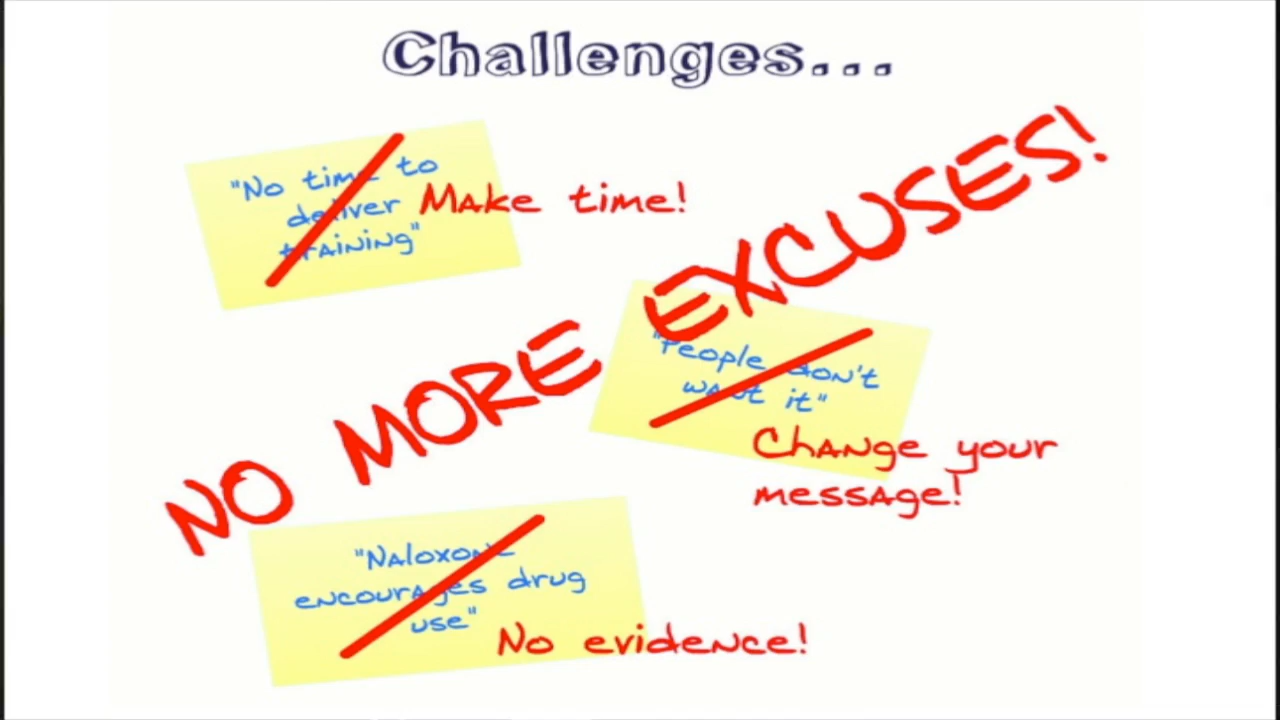 Challenges...
"No time to
deliver
training"
Make time!
NO MORE EXCUSES!
"People don't
want it"
Change your
message!
"Naloxone
encourages drug
use"
No evidence!